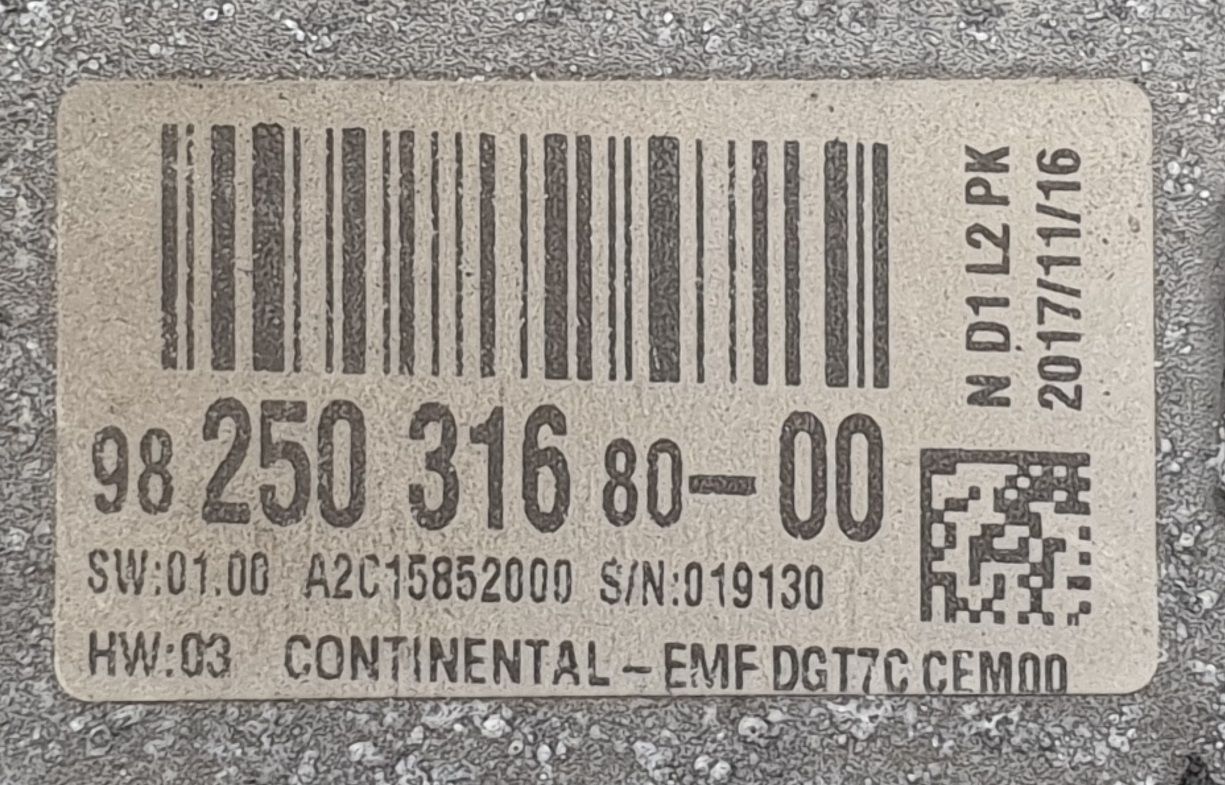 98 250 316 80-00
SW:01.00 A2C15852000 S/N:019130
HW:03 CONTINENTAL-EMF DGT7C CEM00
N D1 L2 PK
2017/11/16